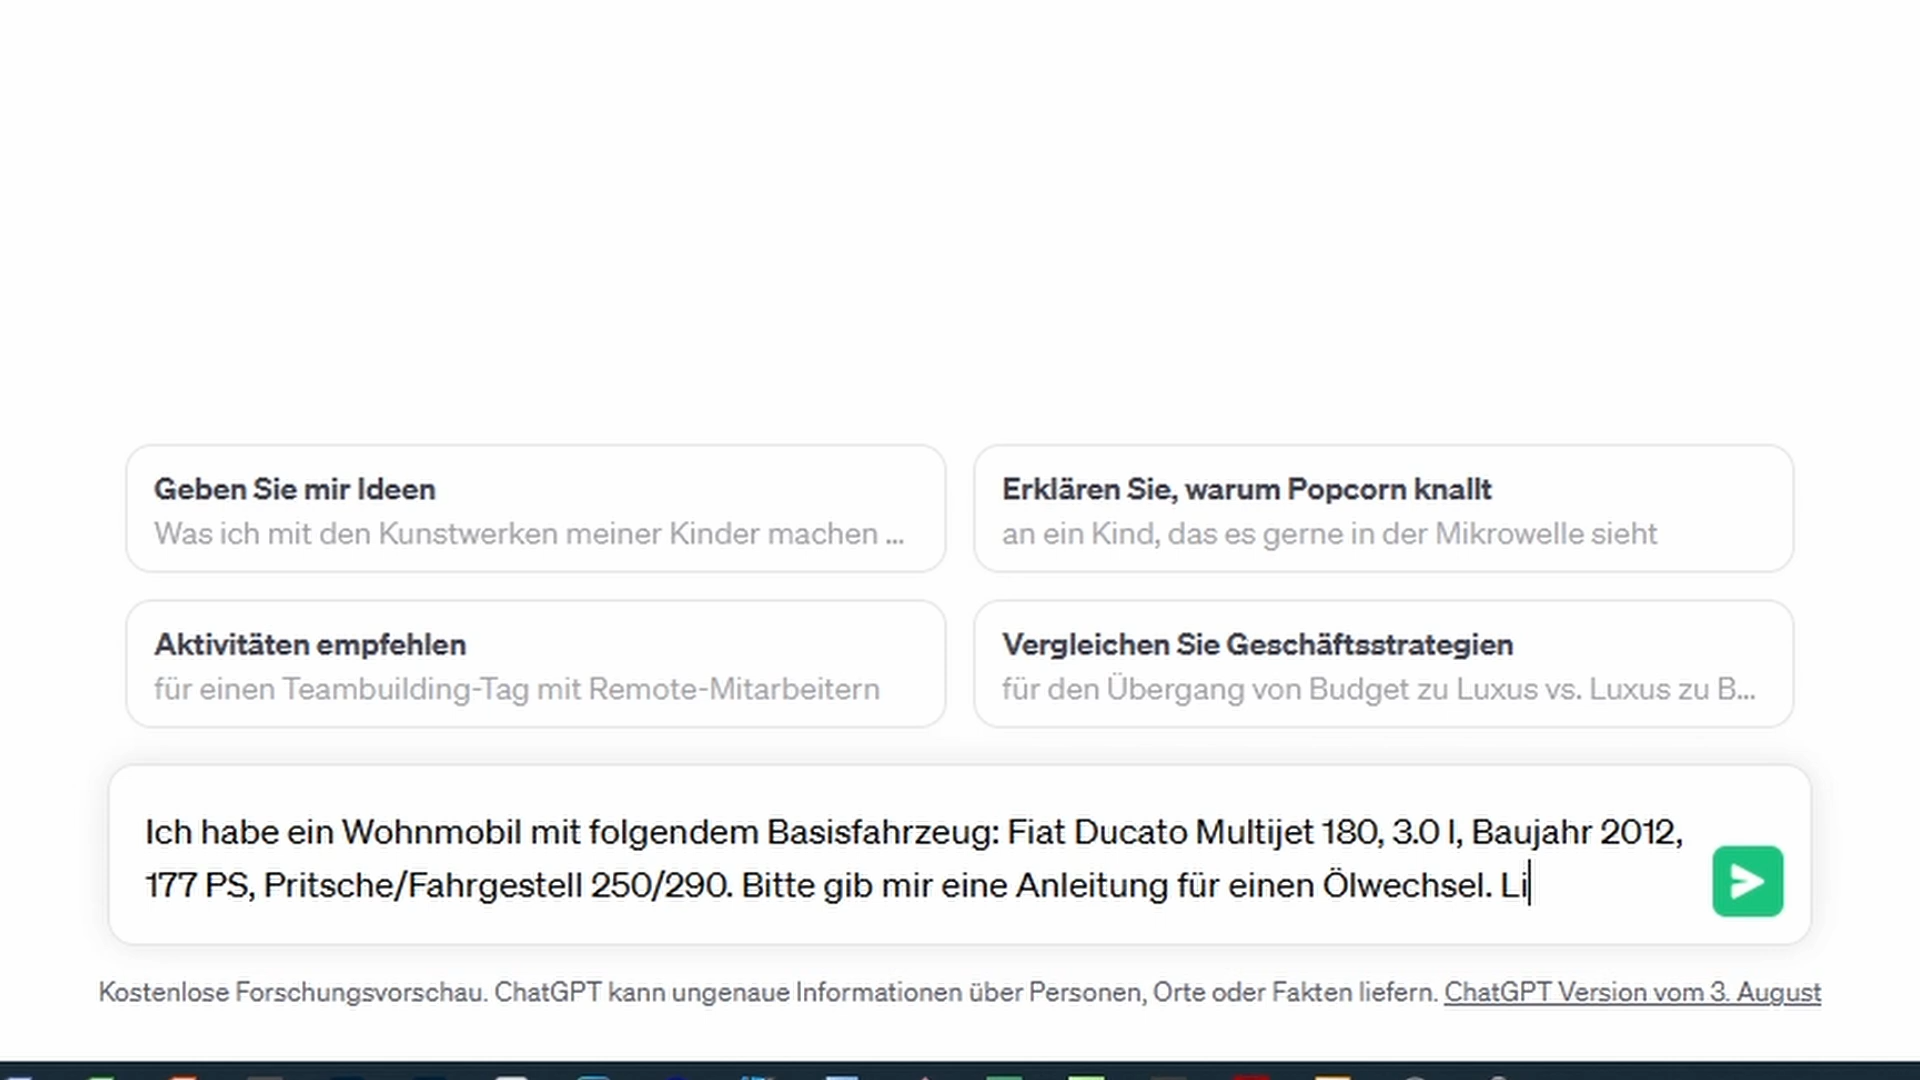 Geben Sie mir Ideen
Was ich mit den Kunstwerken meiner Kinder machen ...
Erklären Sie, warum Popcorn knallt
an ein Kind, das es gerne in der Mikrowelle sieht
Aktivitäten empfehlen
für einen Teambuilding-Tag mit Remote-Mitarbeitern
Vergleichen Sie Geschäftsstrategien
für den Übergang von Budget zu Luxus vs. Luxus zu B...
Ich habe ein Wohnmobil mit folgendem Basisfahrzeug: Fiat Ducato Multijet 180, 3.0 l, Baujahr 2012,
177 PS, Pritsche/Fahrgestell 250/290. Bitte gib mir eine Anleitung für einen Ölwechsel. Li
Kostenlose Forschungsvorschau. ChatGPT kann ungenaue Informationen über Personen, Orte oder Fakten liefern. ChatGPT Version vom 3. August